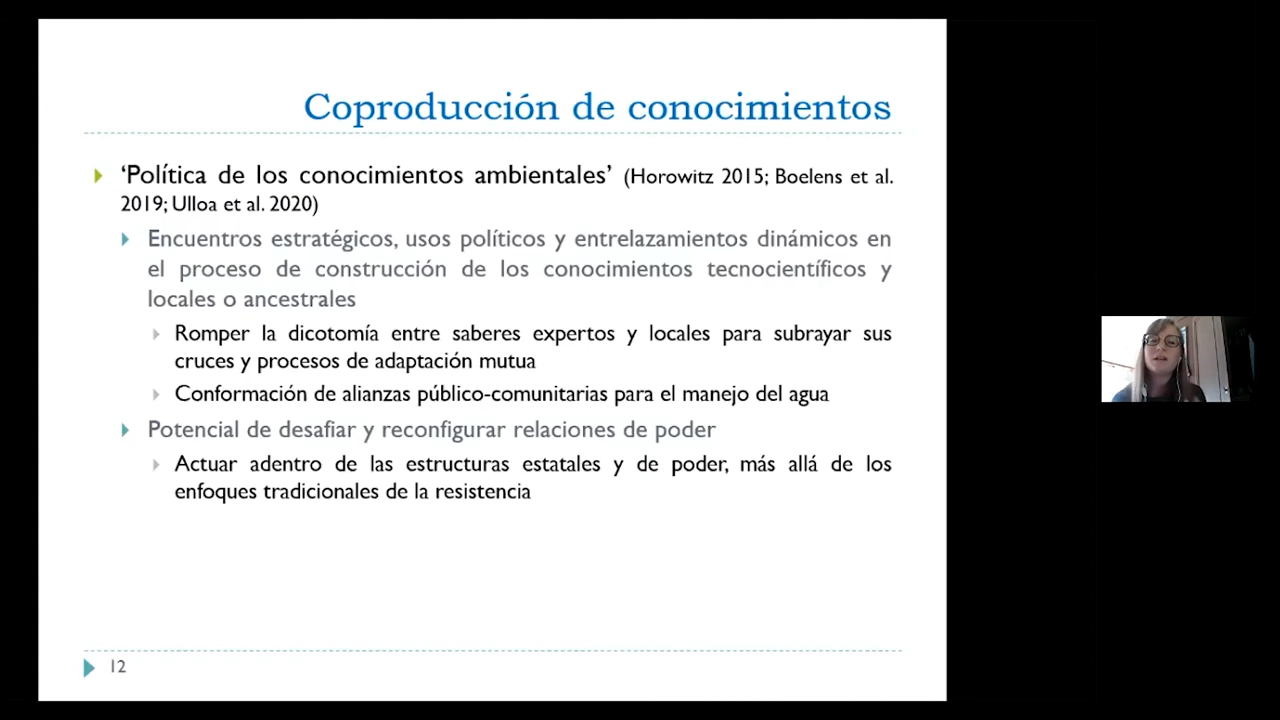 Coproducción de conocimientos
‘Política de los conocimientos ambientales’ (Horowitz 2015; Boelens et al.
2019; Ulloa et al. 2020)
Encuentros estratégicos, usos políticos y entrelazamientos dinámicos en
el proceso de construcción de los conocimientos tecnocientíficos y
locales o ancestrales
Romper la dicotomía entre saberes expertos y locales para subrayar sus
cruces y procesos de adaptación mutua
Conformación de alianzas público-comunitarias para el manejo del agua
Potencial de desafiar y reconfigurar relaciones de poder
Actuar adentro de las estructuras estatales y de poder, más allá de los
enfoques tradicionales de la resistencia
12